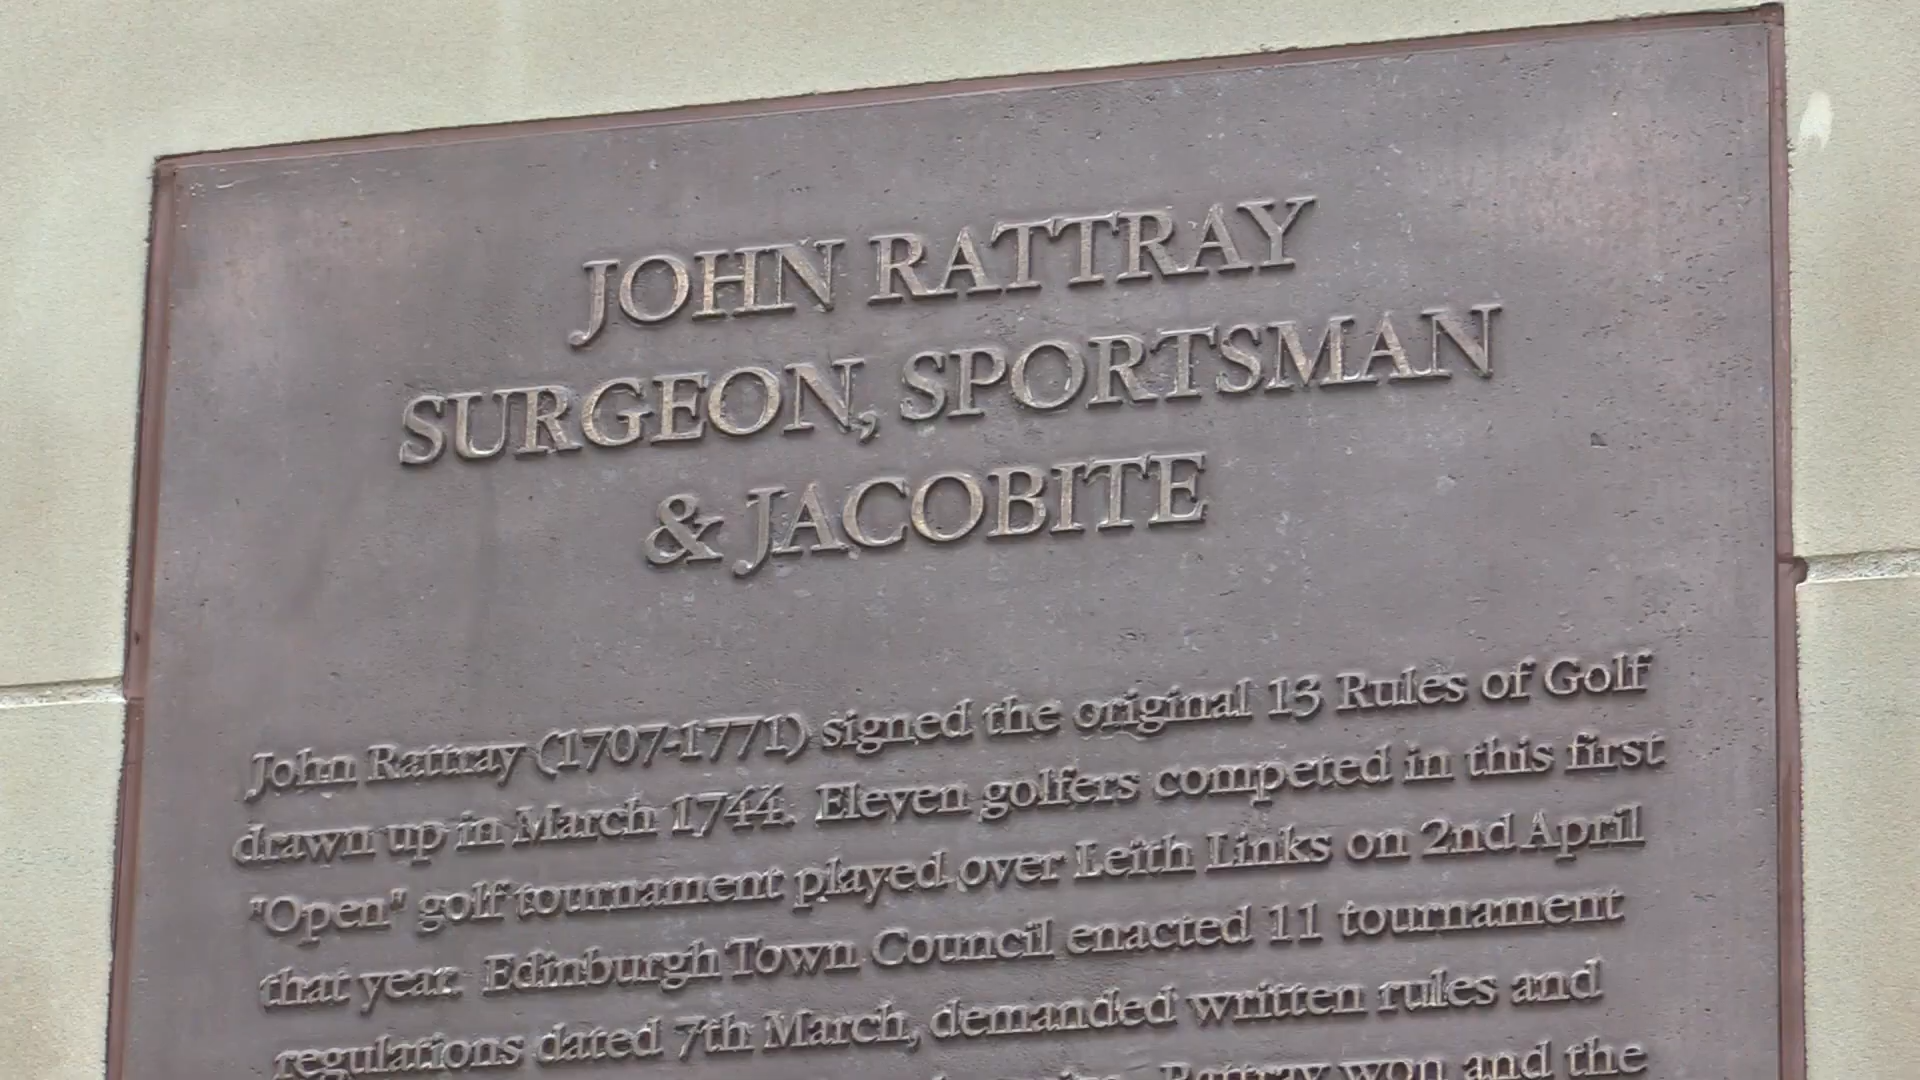 JOHN RATTRAY
SURGEON, SPORTSMAN
& JACOBITE
John Rattray (1707-1771) signed the original 13 Rules of Golf
drawn up in March 1744. Eleven golfers competed in this first
"Open" golf tournament played over Leith Links on 2nd April
that year. Edinburgh Town Council enacted 11 tournament
regulations dated 7th March, demanded written rules and
Rattray won and the